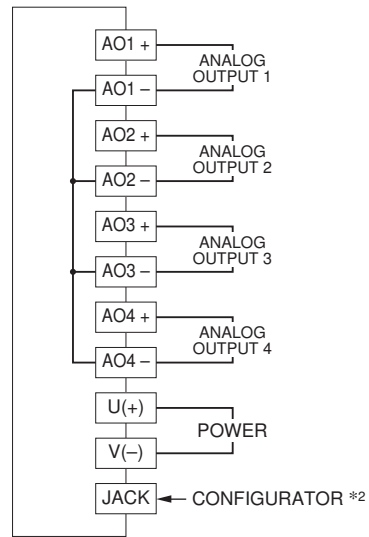 AO1 +
ANALOG
OUTPUT 1
AO1 –
AO2 +
ANALOG
OUTPUT 2
AO2 –
AO3 +
ANALOG
OUTPUT 3
AO3 –
AO4 +
ANALOG
OUTPUT 4
AO4 –
U(+)
POWER
V(–)
JACK
CONFIGURATOR *2